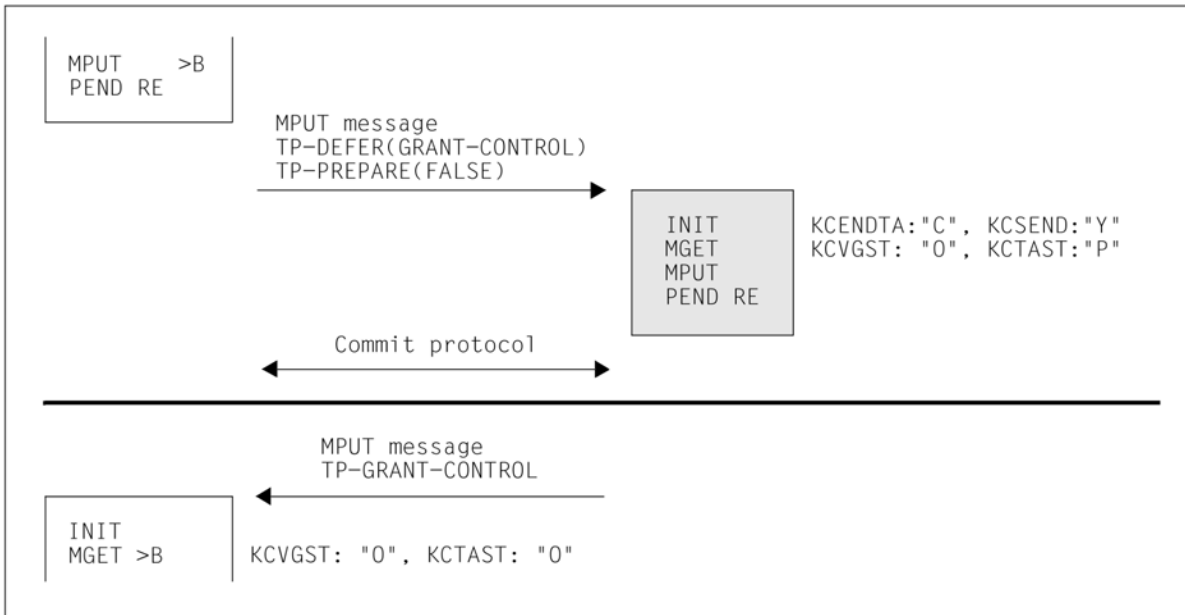 MPUT >B
PEND RE
MPUT message
TP-DEFER(GRANT-CONTROL)
TP-PREPARE(FALSE)
INIT KCENDTA:"C", KCSEND:"Y"
MGET KCVGST: "O", KCTAST:"P"
MPUT
PEND RE
Commit protocol
MPUT message
TP-GRANT-CONTROL
INIT
MGET >B KCVGST: "O", KCTAST: "O"